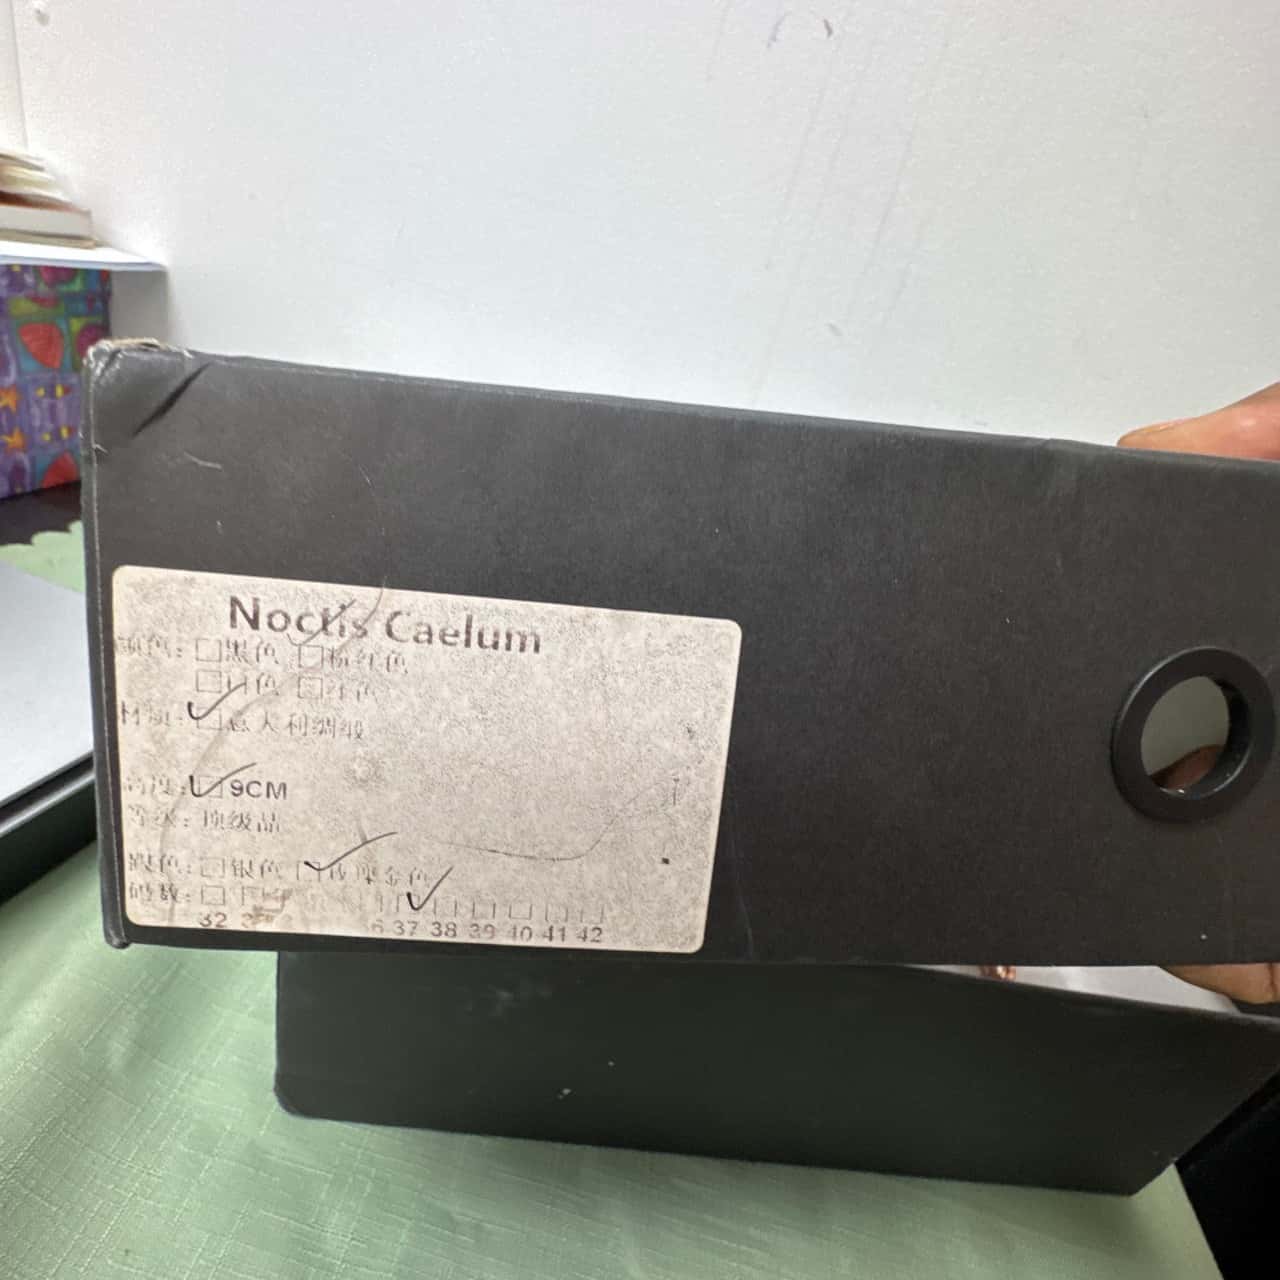 Noctis Caelum
颜色: □黑色 □粉红色
□白色 □红色
材质: □意大利绸缎
高度: □9CM
等级: 顶级品
跟色: □银色 □玫瑰金色
码数: □
32 37 38 39 40 41 42